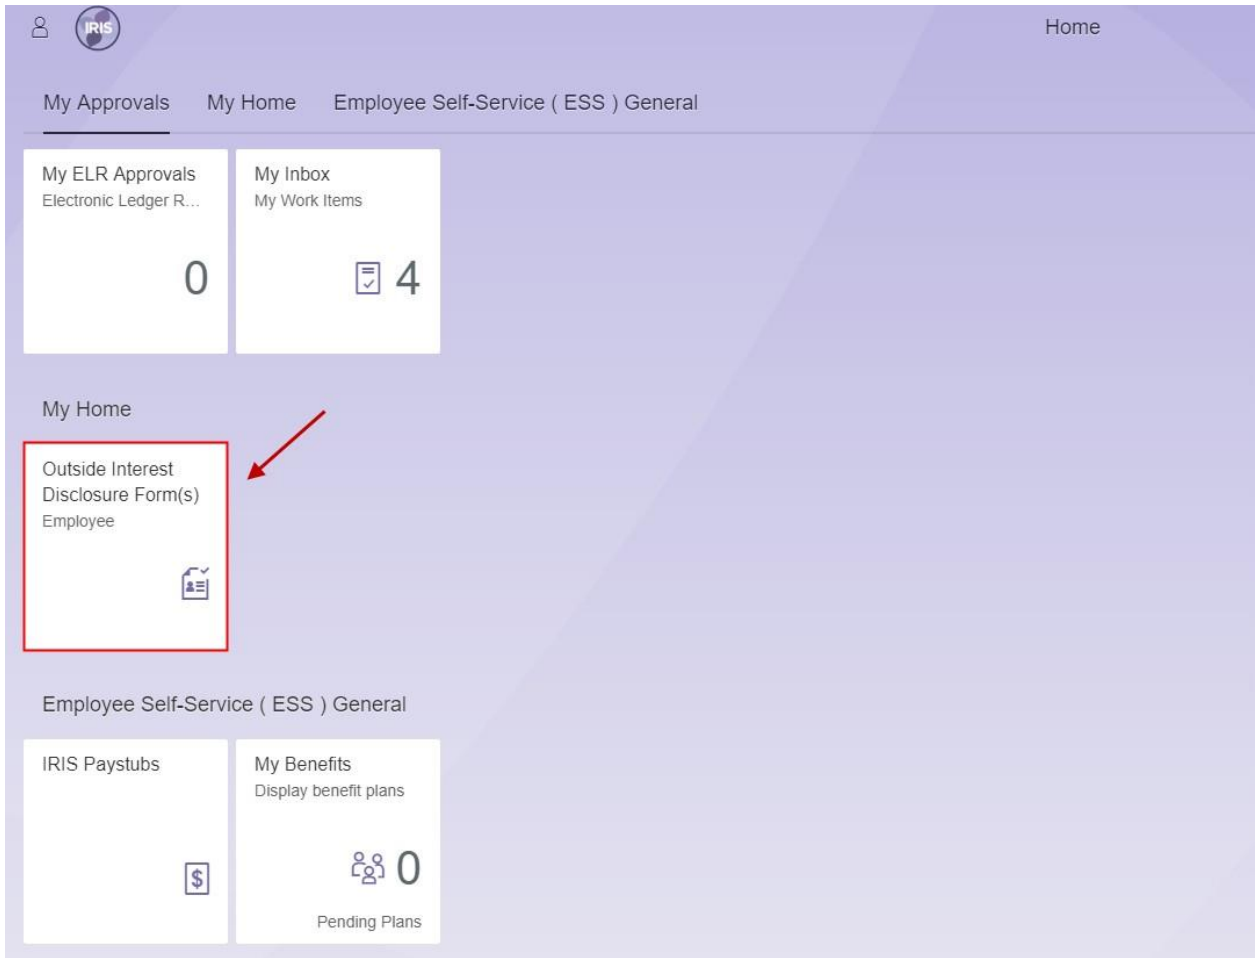 IRIS
Home
My Approvals My Home Employee Self-Service ( ESS ) General
My ELR Approvals
Electronic Ledger R...
0
My Inbox
My Work Items
4
My Home
Outside Interest
Disclosure Form(s)
Employee
Employee Self-Service ( ESS ) General
IRIS Paystubs
$
My Benefits
Display benefit plans
0
Pending Plans